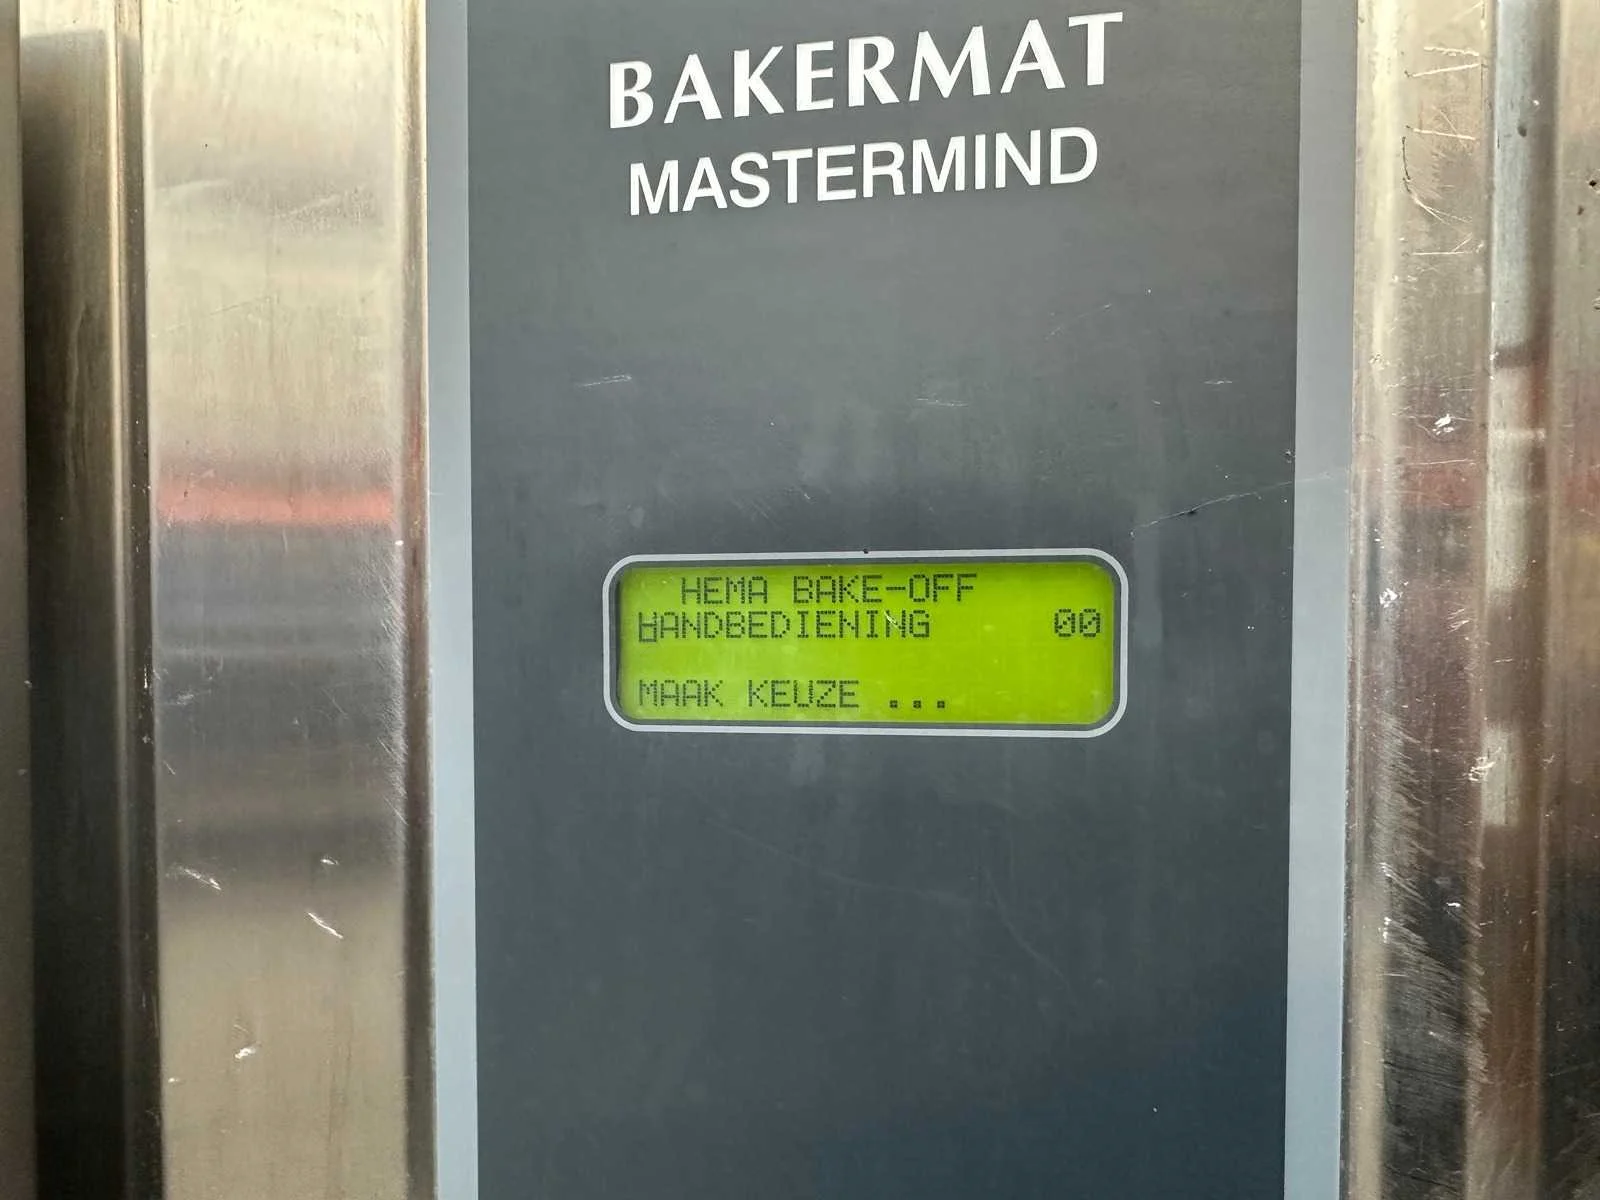 BAKERMAT
MASTERMIND
HEMA BAKE-OFF
HANDBEDIENING 00
MAAK KEUZE ...